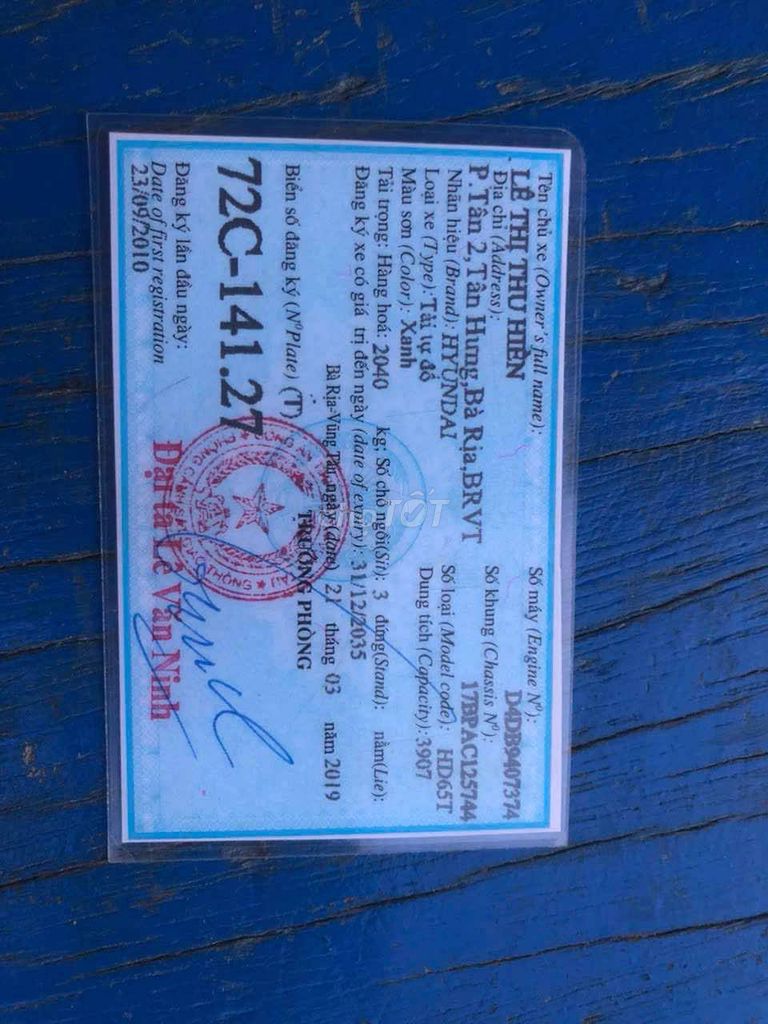 Tên chủ xe (Owner's full name):
LÊ THỊ THU HIỀN
Số máy (Engine Nº):
D4DB9407374
Địa chỉ (Address):
P.Tân 2,Tân Hưng,Bà Rịa,BRVT
Số khung (Chassis Nº):
17BPAC125744
Nhãn hiệu (Brand): HYUNDAI
Số loại (Model code): HD65T
Loại xe (Type): Tải tự đổ
Dung tích (Capacity): 3907
Màu sơn (Color): Xanh
Tải trọng: Hàng hoá: 2040 kg; Số chỗ ngồi(Sit): 3 đứng(Stand): nằm(Lie):
Đăng ký xe có giá trị đến ngày (date of expiry): 31/12/2035
Bà Rịa-Vũng Tàu, ngày (date) 21 tháng 03 năm 2019
Biển số đăng ký (Nº Plate) (T)
TRƯỞNG PHÒNG
72C-141.27
Đăng ký lần đầu ngày:
Date of first registration
23/09/2010
Đại tá Lê Văn Ninh
TỐT